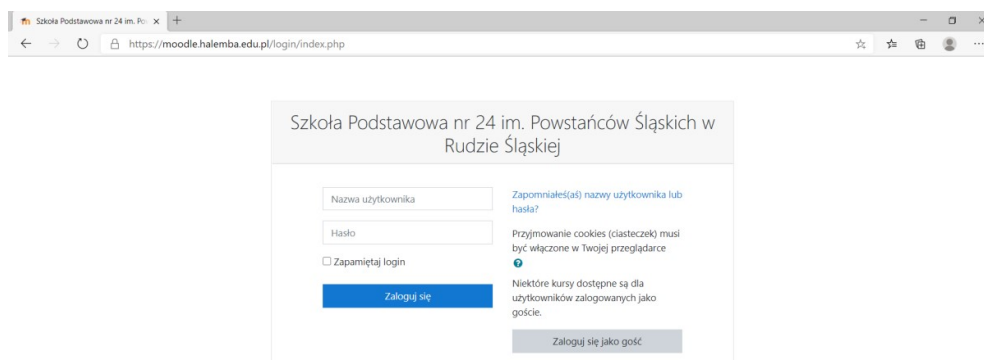 Szkoła Podstawowa nr 24 im. Po
https://moodle.halemba.edu.pl/login/index.php
Szkoła Podstawowa nr 24 im. Powstańców Śląskich w
Rudzie Śląskiej
Nazwa użytkownika
Hasło
Zapamiętaj login
Zaloguj się
Zapomniałeś(aś) nazwy użytkownika lub
hasła?
Przyjmowanie cookies (ciasteczek) musi
być włączone w Twojej przeglądarce
Niektóre kursy dostępne są dla
użytkowników zalogowanych jako
goście.
Zaloguj się jako gość